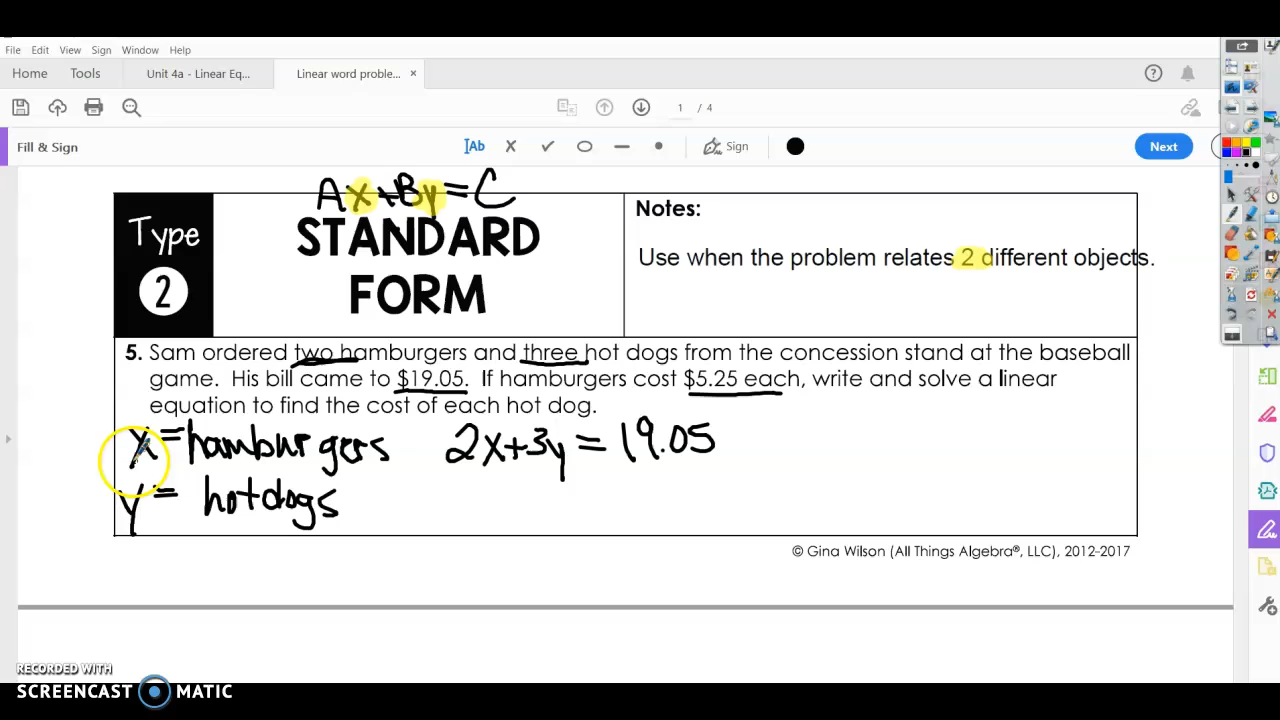 File Edit View Sign Window Help
Home Tools Unit 4a - Linear Eq... Linear word proble... ×
1 / 4
Fill & Sign Ab Sign Next
Ax+By=C
Type 2
STANDARD
FORM
Notes:
Use when the problem relates 2 different objects.
5. Sam ordered two hamburgers and three hot dogs from the concession stand at the baseball
game. His bill came to $19.05. If hamburgers cost $5.25 each, write and solve a linear
equation to find the cost of each hot dog.
x=hamburgers 2x+3y=19.05
y= hotdogs
© Gina Wilson (All Things Algebra®, LLC), 2012-2017
RECORDED WITH
SCREENCAST MATIC